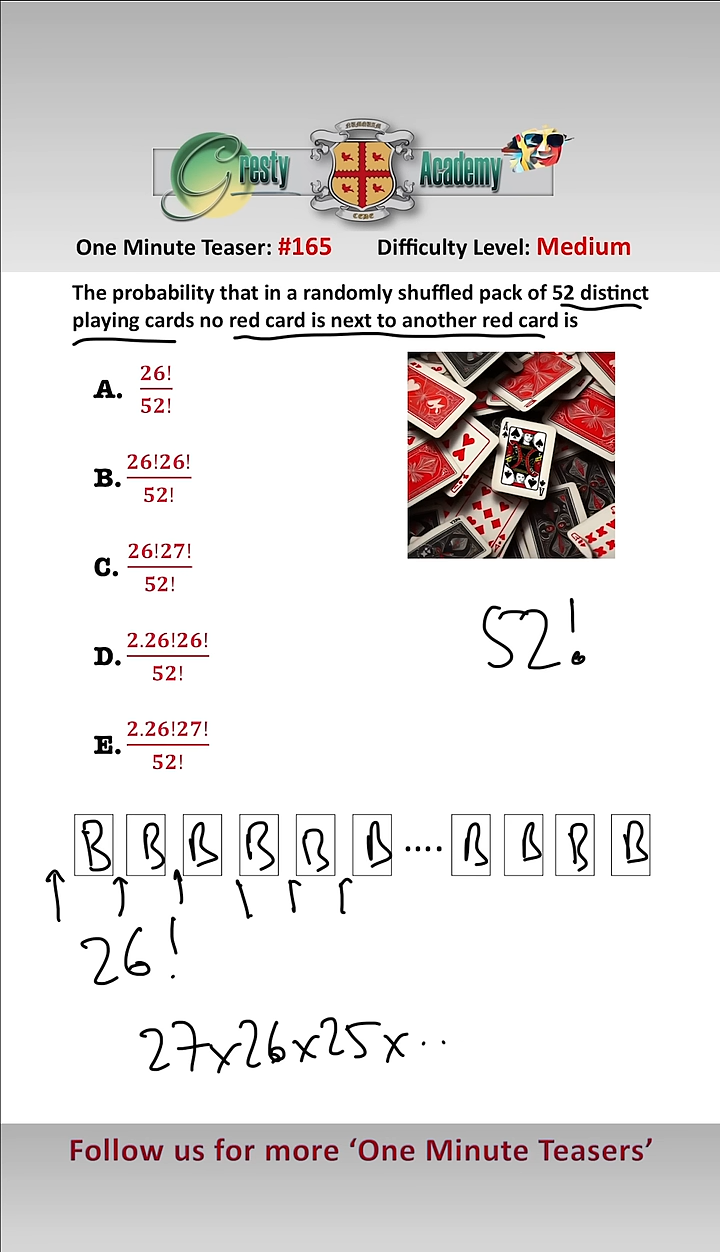 NUMQUAM
Gresty Academy
CEDE
One Minute Teaser: #165 Difficulty Level: Medium
The probability that in a randomly shuffled pack of 52 distinct
playing cards no red card is next to another red card is
A. 26!
52!
B. 26!26!
52!
C. 26!27!
52!
D. 2.26!26!
52!
E. 2.26!27!
52!
52!
B B B B B B .... B B B B
26!
27x26x25x..
Follow us for more ‘One Minute Teasers’